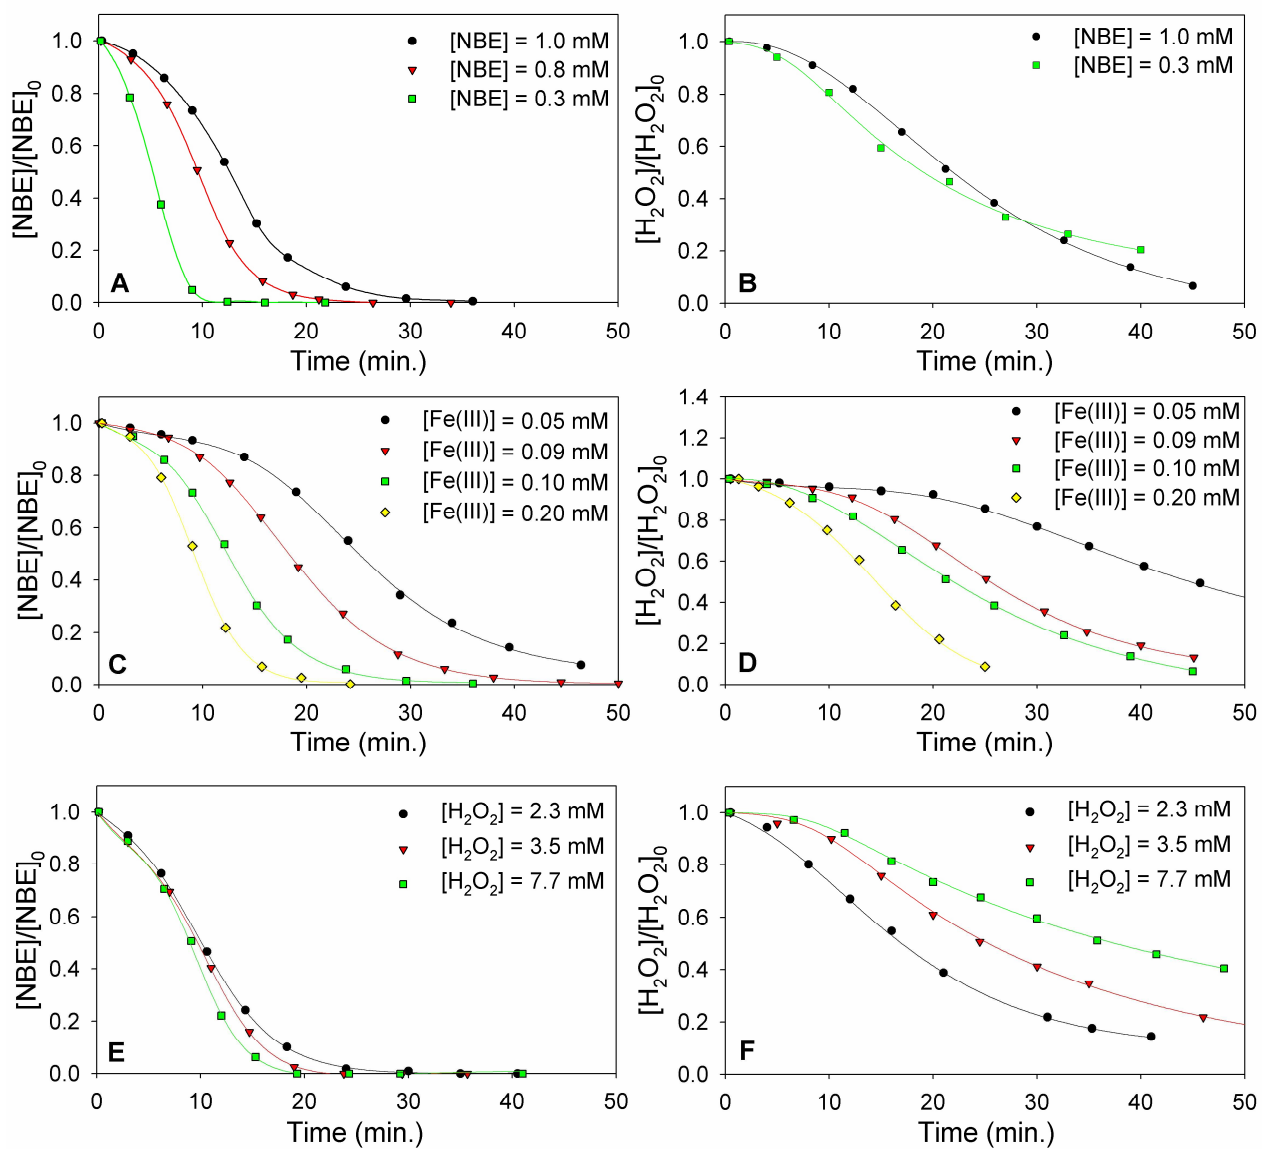 [NBE]/[NBE]0
1.0
0.8
0.6
0.4
0.2
0.0
[NBE] = 1.0 mM
[NBE] = 0.8 mM
[NBE] = 0.3 mM
A
0 10 20 30 40 50
Time (min.)
[H2O2]/[H2O2]0
1.0
0.8
0.6
0.4
0.2
0.0
[NBE] = 1.0 mM
[NBE] = 0.3 mM
B
0 10 20 30 40 50
Time (min.)
[NBE]/[NBE]0
1.0
0.8
0.6
0.4
0.2
0.0
[Fe(III)] = 0.05 mM
[Fe(III)] = 0.09 mM
[Fe(III)] = 0.10 mM
[Fe(III)] = 0.20 mM
C
0 10 20 30 40 50
Time (min.)
[H2O2]/[H2O2]0
1.4
1.2
1.0
0.8
0.6
0.4
0.2
0.0
[Fe(III)] = 0.05 mM
[Fe(III)] = 0.09 mM
[Fe(III)] = 0.10 mM
[Fe(III)] = 0.20 mM
D
0 10 20 30 40 50
Time (min.)
[NBE]/[NBE]0
1.0
0.8
0.6
0.4
0.2
0.0
[H2O2] = 2.3 mM
[H2O2] = 3.5 mM
[H2O2] = 7.7 mM
E
0 10 20 30 40 50
Time (min.)
[H2O2]/[H2O2]0
1.0
0.8
0.6
0.4
0.2
0.0
[H2O2] = 2.3 mM
[H2O2] = 3.5 mM
[H2O2] = 7.7 mM
F
0 10 20 30 40 50
Time (min.)